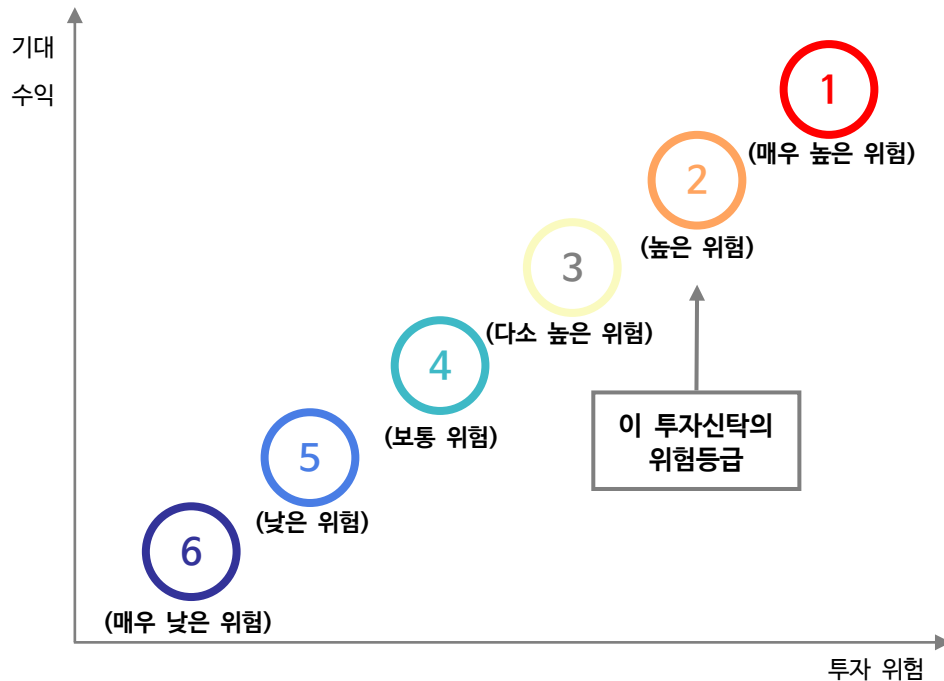 기대
수익
1
(매우 높은 위험)
2
(높은 위험)
3
(다소 높은 위험)
4
(보통 위험)
이 투자신탁의
위험등급
5
(낮은 위험)
6
(매우 낮은 위험)
투자 위험